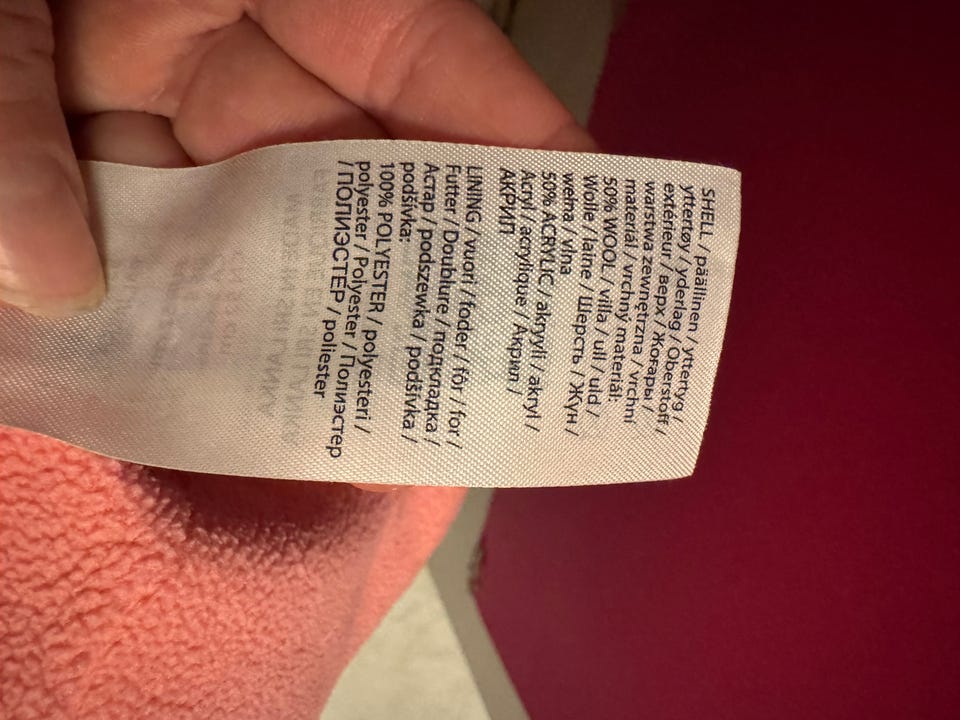 SHELL / päällinen / yttertyg /
yttertøy / yderlag / Oberstoff /
extérieur / верх / Жоғарғы /
warstwa zewnętrzna / vrchní
materiál / vrchný materiál:
50% WOOL / villa / ull / uld /
Wolle / laine / Шерсть / Жүн /
wełna / vlna
50% ACRYLIC / akryyli / akryl /
Acryl / acrylique / Акрил /
АКРИЛ
LINING / vuori / foder / fôr / for /
Futter / Doublure / подкладка /
Астар / podszewka / podšívka /
podšívka:
100% POLYESTER / polyesteri /
polyester / Polyester / Полиэстер
/ ПОЛИЭСТЕР / poliester